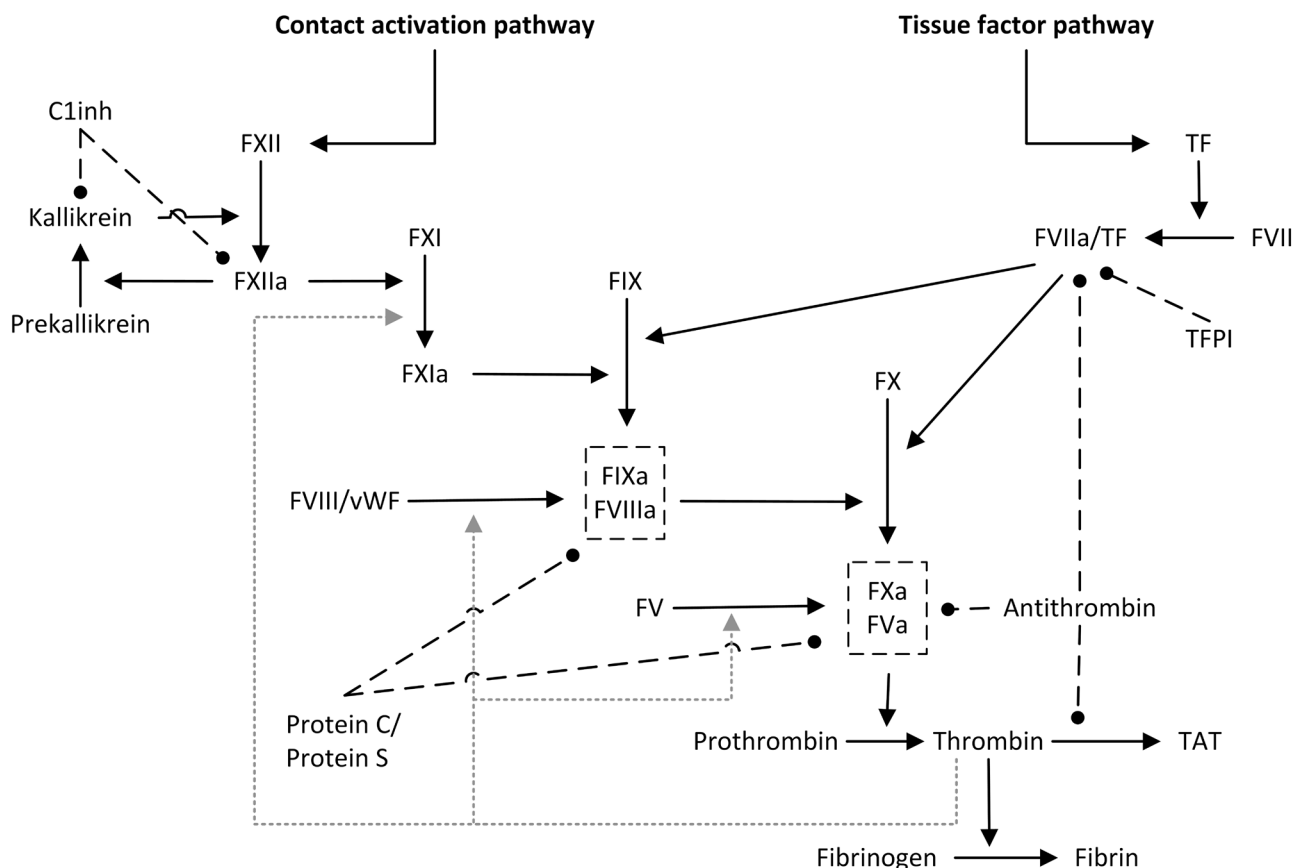 Contact activation pathway
Tissue factor pathway
C1inh
FXII
TF
Kallikrein
FXI
FVIIa/TF
FVII
FXIIa
FIX
Prekallikrein
TFPI
FXIa
FX
FIXa
FVIII/vWF
FVIIIa
FXa
FV
Antithrombin
FVa
Protein C/
Protein S
Prothrombin
Thrombin
TAT
Fibrinogen
Fibrin